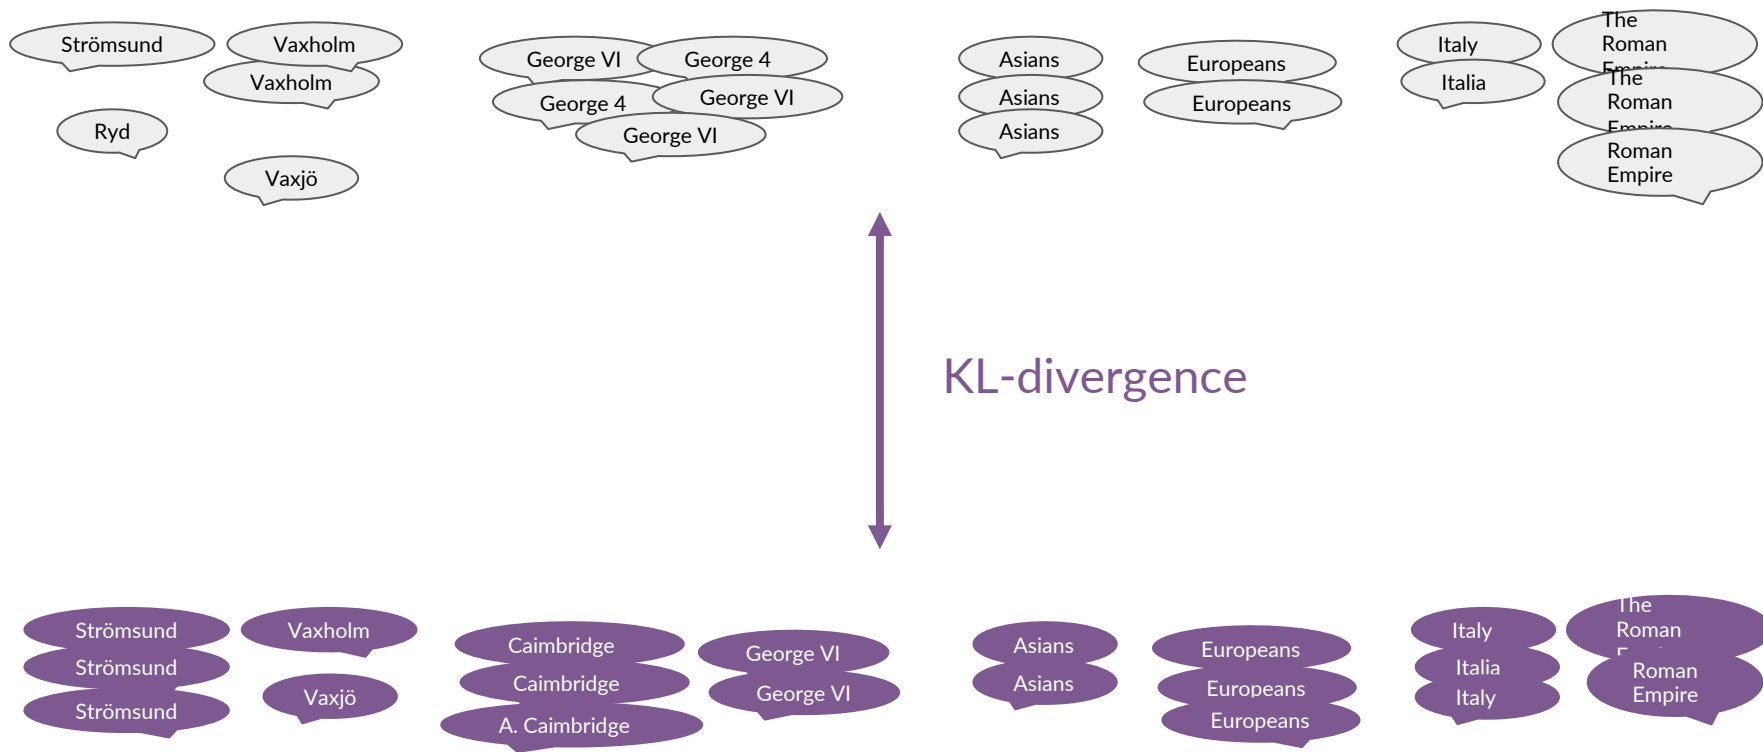 Strömsund
Vaxholm
Vaxholm
Ryd
Vaxjö
George VI
George 4
George 4
George VI
George VI
Asians
Asians
Asians
Europeans
Europeans
Italy
Italia
The
Roman
Empire
The
Roman
Empire
Roman
Empire
KL-divergence
Strömsund
Strömsund
Strömsund
Vaxholm
Vaxjö
Caimbridge
Caimbridge
A. Caimbridge
George VI
George VI
Asians
Asians
Europeans
Europeans
Europeans
Italy
Italia
Italy
The
Roman
Roman
Empire